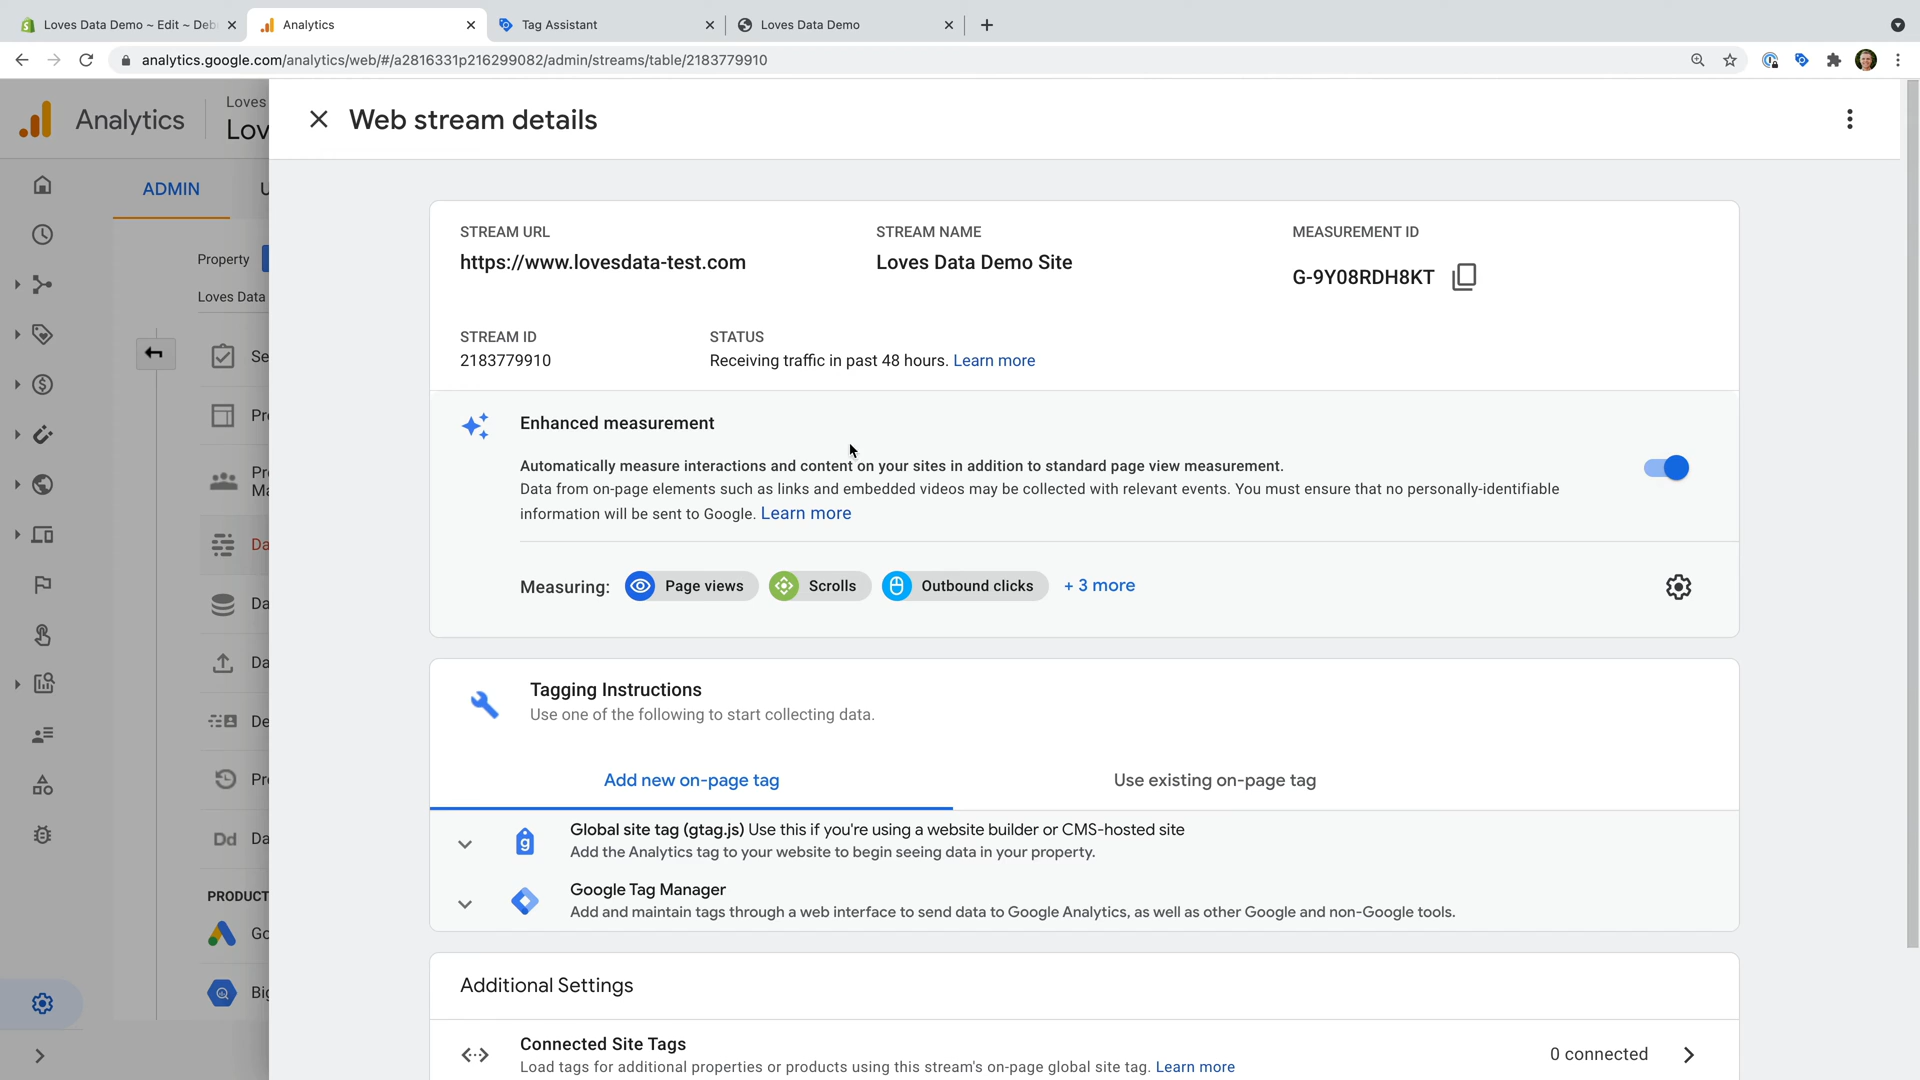 Loves Data Demo ~ Edit ~ Deb
Analytics
Tag Assistant
Loves Data Demo
analytics.google.com/analytics/web/#/a2816331p216299082/admin/streams/table/2183779910
Analytics
Loves
Lov
Web stream details
ADMIN
U
Property
Loves Data
Se
Pr
Pr
Ma
Da
Da
Da
De
Pr
Dd
Da
PRODUCT
Go
Big
STREAM URL
https://www.lovesdata-test.com
STREAM NAME
Loves Data Demo Site
MEASUREMENT ID
G-9Y08RDH8KT
STREAM ID
2183779910
STATUS
Receiving traffic in past 48 hours. Learn more
Enhanced measurement
Automatically measure interactions and content on your sites in addition to standard page view measurement.
Data from on-page elements such as links and embedded videos may be collected with relevant events. You must ensure that no personally-identifiable
information will be sent to Google. Learn more
Measuring: Page views Scrolls Outbound clicks + 3 more
Tagging Instructions
Use one of the following to start collecting data.
Add new on-page tag
Use existing on-page tag
Global site tag (gtag.js) Use this if you're using a website builder or CMS-hosted site
Add the Analytics tag to your website to begin seeing data in your property.
Google Tag Manager
Add and maintain tags through a web interface to send data to Google Analytics, as well as other Google and non-Google tools.
Additional Settings
Connected Site Tags
Load tags for additional properties or products using this stream's on-page global site tag. Learn more
0 connected